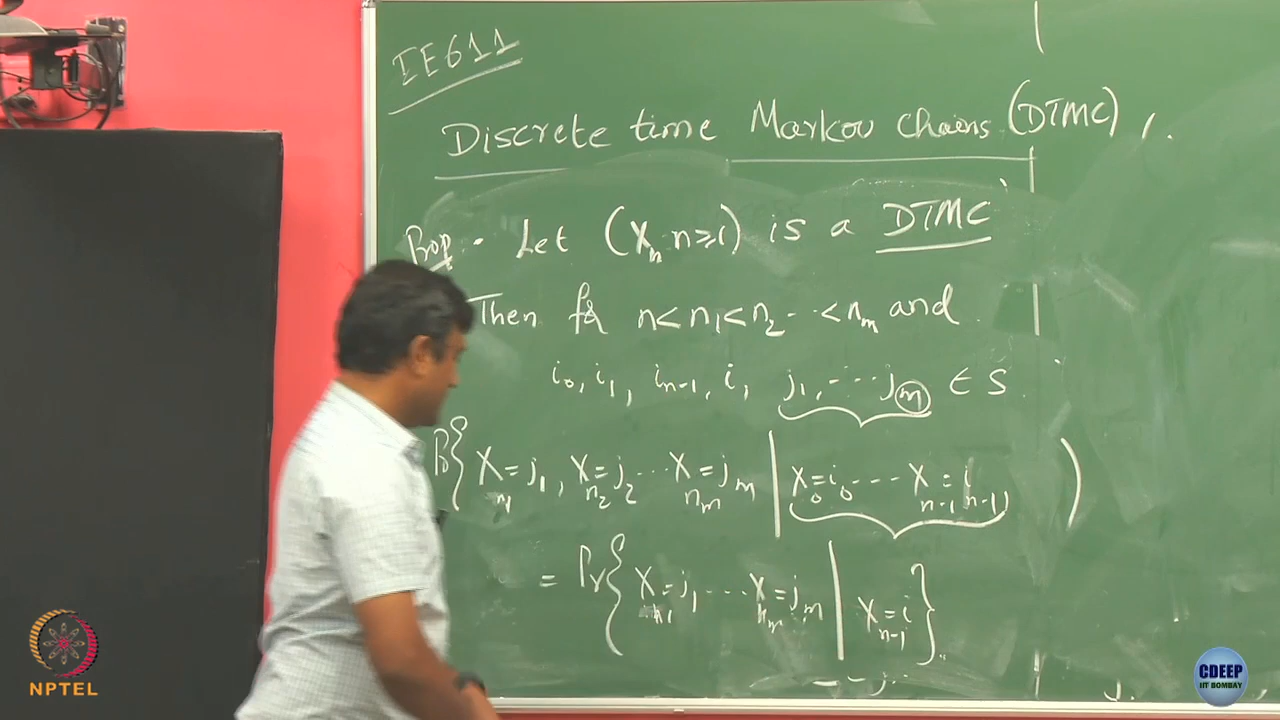 IE611
Discrete time Markov chains (DTMC)
Prop. Let (Xₙ n≥1) is a DTMC
Then for n<n₁<n₂--<nₘ and
i₀, i₁, iₙ₋₁, i, j₁,----jₘ ∈ S
Pr{ Xₙ₁=j₁, Xₙ₂=j₂ --- Xₙₘ=jₘ | X₀=i₀ --- Xₙ₋₁=iₙ₋₁ )
= Pr{ Xₙ₁=j₁ --- Xₙₘ=jₘ | Xₙ₋₁=i }
NPTEL
CDEEP
IIT BOMBAY